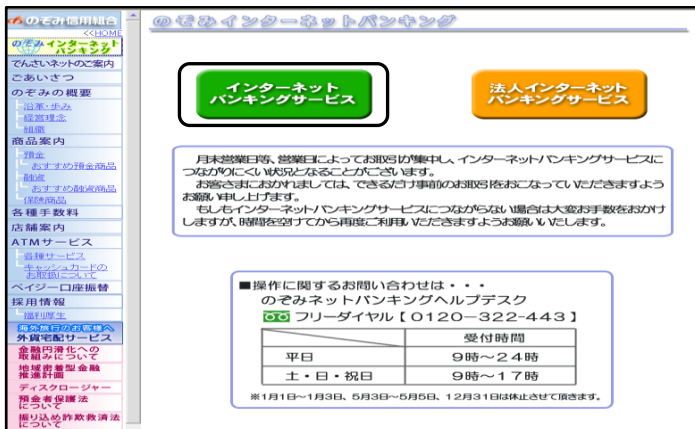 のぞみ信用組合
<<HOME
のぞみインターネット
バンキング
でんさいネットのご案内
ごあいさつ
のぞみの概要
沿革・歩み
経営理念
組織
商品案内
預金
おすすめ預金商品
融資
おすすめ融資商品
保険商品
各種手数料
店舗案内
ATMサービス
各種サービス
キャッシュカードの
お取扱について
ペイジー口座振替
採用情報
福利厚生
海外旅行のお客様へ
外貨宅配サービス
金融円滑化への
取組みについて
地域密着型金融
推進計画
ディスクロージャー
預金者保護法
について
振り込め詐欺救済法
について
のぞみインターネットバンキング
インターネット
バンキングサービス
法人インターネット
バンキングサービス
月末営業日等、営業日によってお取引が集中し、インターネットバンキングサービスに
つながりにくい状況となることがございます。
お客さまにおかれましては、できるだけ事前のお取引をおこなっていただきますよう
お願い申し上げます。
もしもインターネットバンキングサービスにつながらない場合は大変お手数をおかけ
しますが、時間を空けてから再度ご利用いただきますようお願いいたします。
■操作に関するお問い合わせは・・・
のぞみネットバンキングヘルプデスク
フリーダイヤル【0120-322-443】
受付時間
平日 9時～24時
土・日・祝日 9時～17時
※1月1日～1月3日、5月3日～5月5日、12月31日は休止させて頂きます。